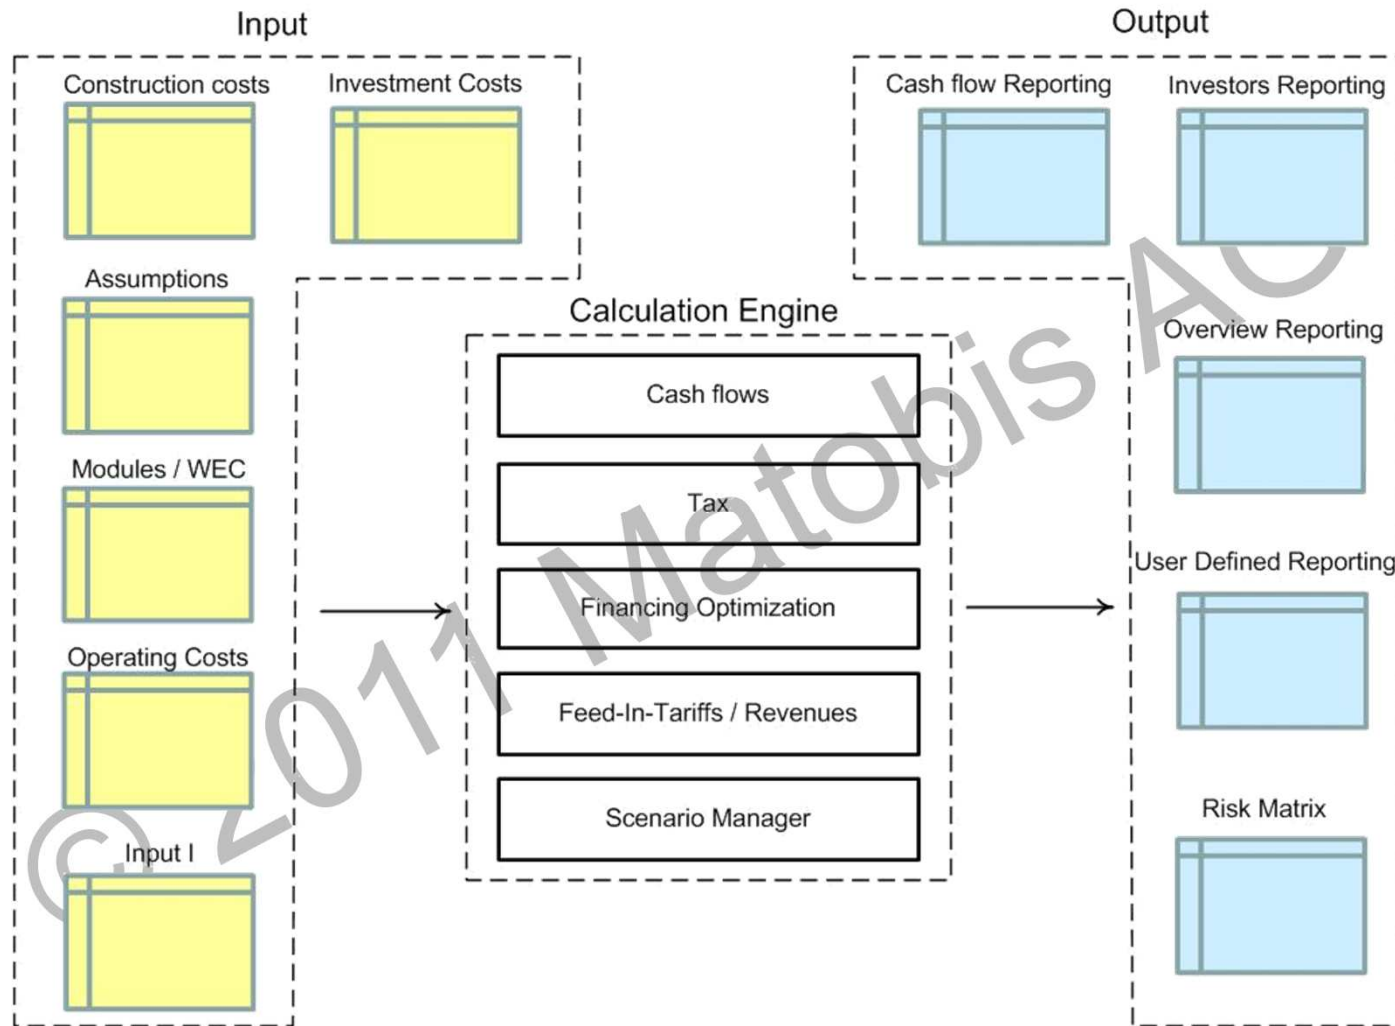 Input
Output
Construction costs
Investment Costs
Cash flow Reporting
Investors Reporting
Assumptions
Calculation Engine
Overview Reporting
Cash flows
Modules / WEC
Tax
User Defined Reporting
Financing Optimization
Operating Costs
Feed-In-Tariffs / Revenues
Scenario Manager
Risk Matrix
Input I
© 2011 Matobis AG